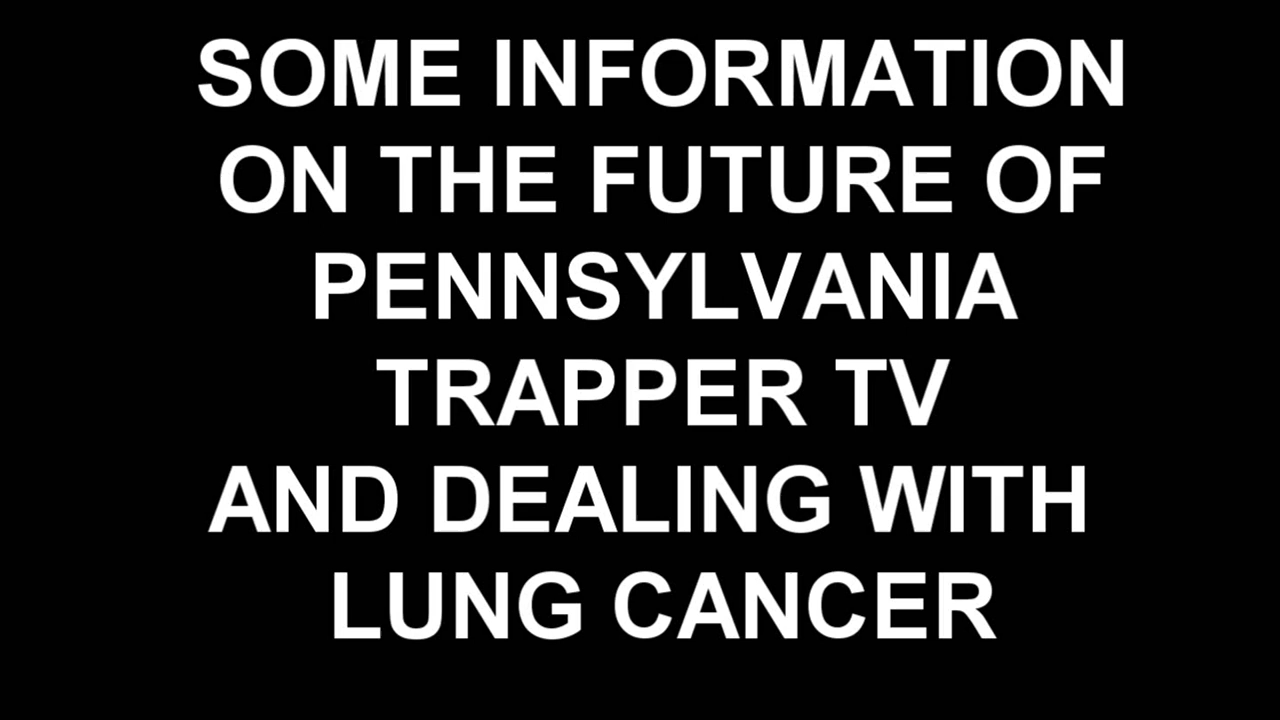 SOME INFORMATION
ON THE FUTURE OF
PENNSYLVANIA
TRAPPER TV
AND DEALING WITH
LUNG CANCER